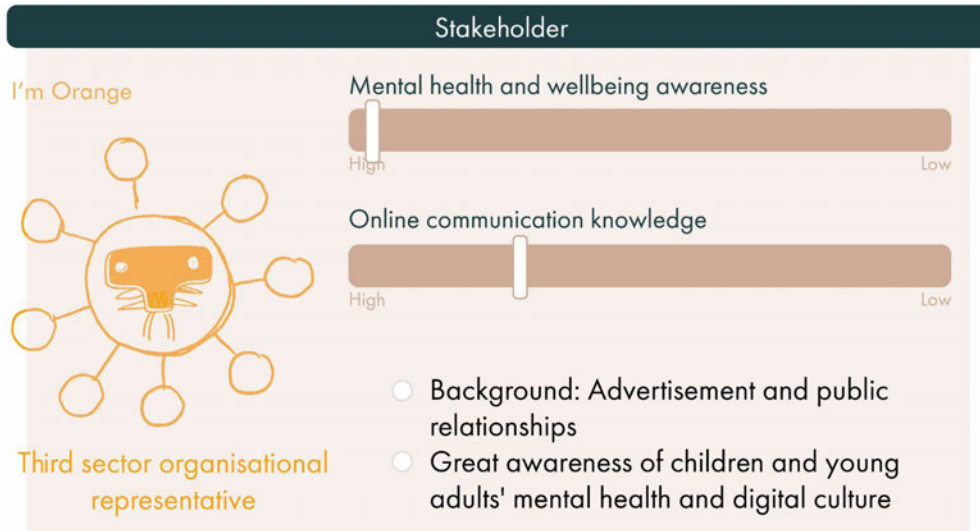 Stakeholder
I'm Orange
Mental health and wellbeing awareness
High
Low
Online communication knowledge
High
Low
Background: Advertisement and public
relationships
Great awareness of children and young
adults' mental health and digital culture
Third sector organisational
representative